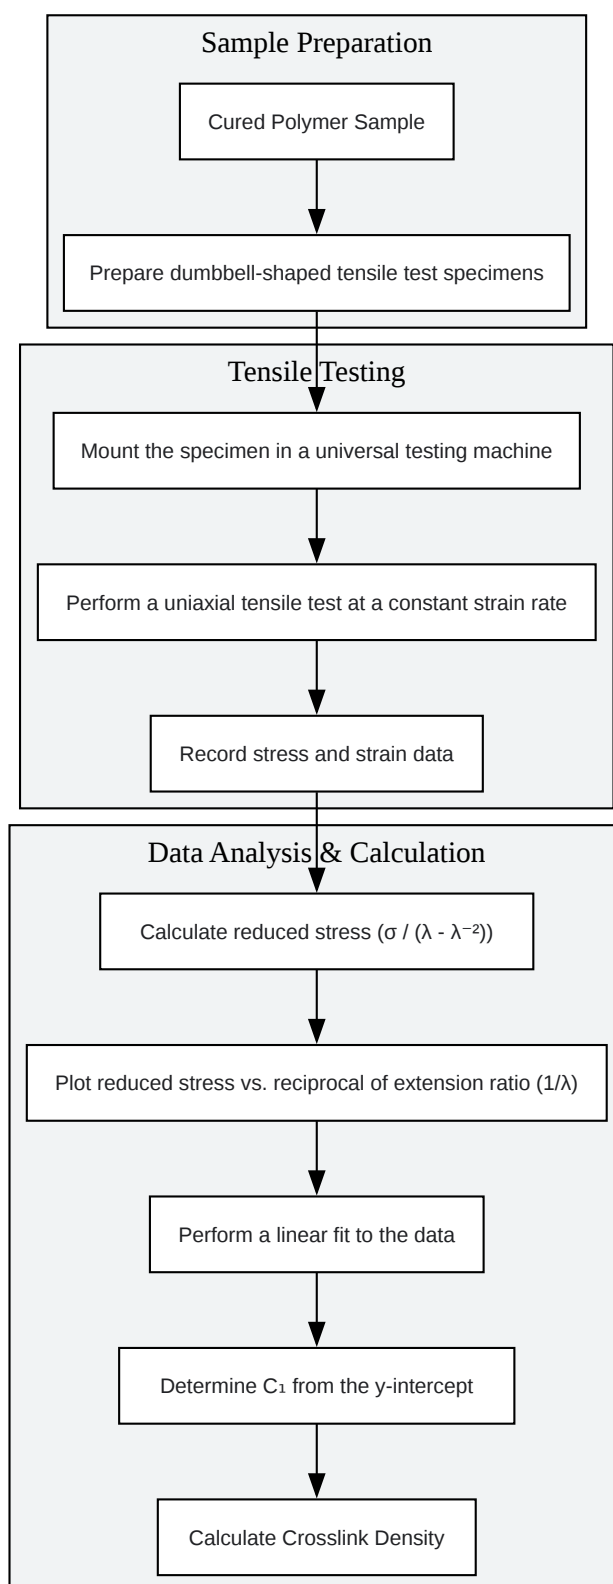 Sample Preparation
Cured Polymer Sample
Prepare dumbbell-shaped tensile test specimens
Tensile Testing
Mount the specimen in a universal testing machine
Perform a uniaxial tensile test at a constant strain rate
Record stress and strain data
Data Analysis & Calculation
Calculate reduced stress (σ / (λ - λ⁻²))
Plot reduced stress vs. reciprocal of extension ratio (1/λ)
Perform a linear fit to the data
Determine C₁ from the y-intercept
Calculate Crosslink Density